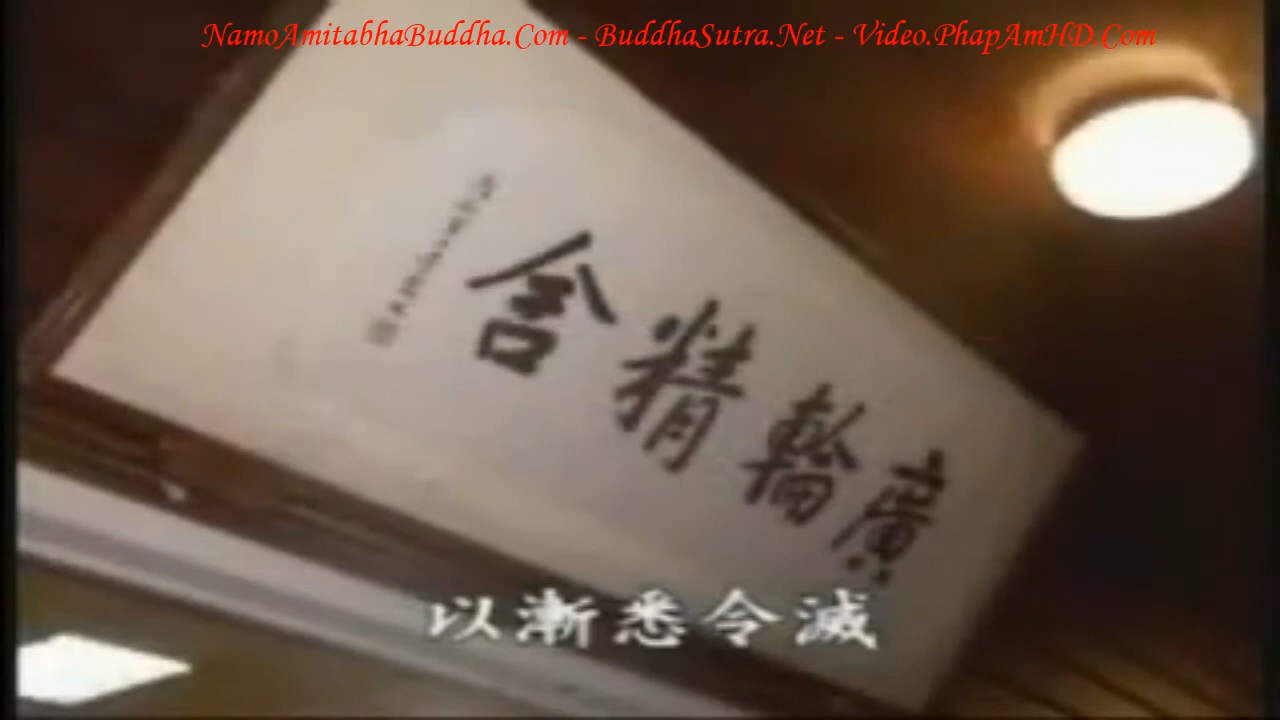 NamoAmitabhaBuddha.Com - BuddhaSutra.Net - Video.PhapAmHD.Com
廣輪精舍
以漸悉令滅